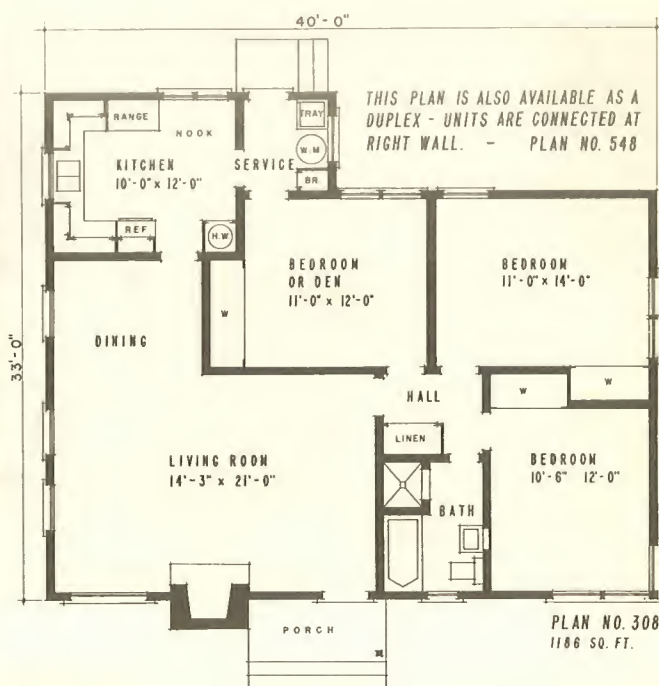 40'-0"
THIS PLAN IS ALSO AVAILABLE AS A
DUPLEX - UNITS ARE CONNECTED AT
RIGHT WALL. - PLAN NO. 548
RANGE
NOOK
TRAY
KITCHEN
10'-0" x 12'-0"
SERVICE
W.M
BR.
REF
H.W
BEDROOM
OR DEN
11'-0" x 12'-0"
BEDROOM
11'-0" x 14'-0"
DINING
W
33'-0"
HALL
W
W
LINEN
LIVING ROOM
14'-3" x 21'-0"
BEDROOM
10'-6" 12'-0"
BATH
PORCH
PLAN NO. 308
1186 SQ. FT.